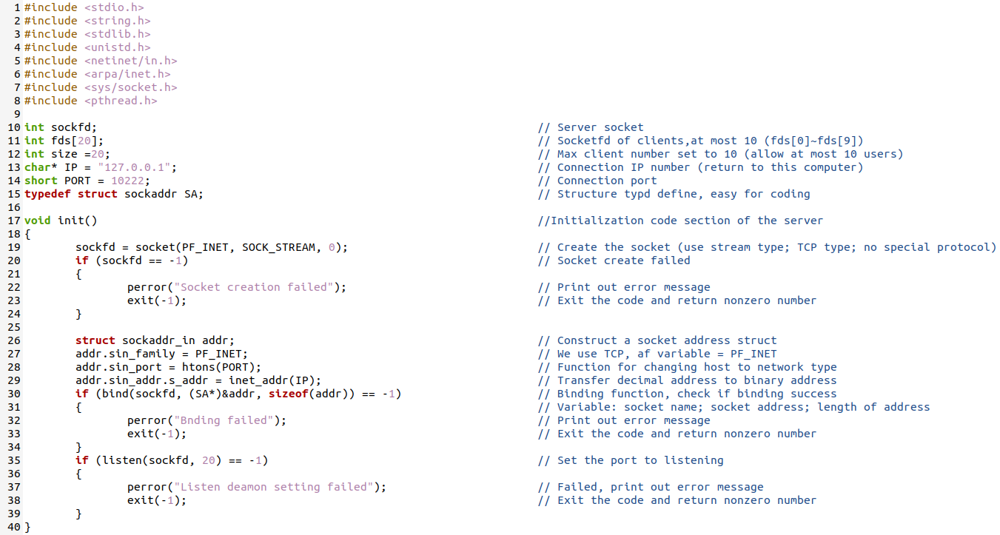 1 #include <stdio.h>
2 #include <string.h>
3 #include <stdlib.h>
4 #include <unistd.h>
5 #include <netinet/in.h>
6 #include <arpa/inet.h>
7 #include <sys/socket.h>
8 #include <pthread.h>
9
10 int sockfd; // Server socket
11 int fds[20]; // Socketfd of clients,at most 10 (fds[0]~fds[9])
12 int size =20; // Max client number set to 10 (allow at most 10 users)
13 char* IP = "127.0.0.1"; // Connection IP number (return to this computer)
14 short PORT = 10222; // Connection port
15 typedef struct sockaddr SA; // Structure typd define, easy for coding
16
17 void init() //Initialization code section of the server
18 {
19 sockfd = socket(PF_INET, SOCK_STREAM, 0); // Create the socket (use stream type; TCP type; no special protocol)
20 if (sockfd == -1) // Socket create failed
21 {
22 perror("Socket creation failed"); // Print out error message
23 exit(-1); // Exit the code and return nonzero number
24 }
25
26 struct sockaddr_in addr; // Construct a socket address struct
27 addr.sin_family = PF_INET; // We use TCP, af variable = PF_INET
28 addr.sin_port = htons(PORT); // Function for changing host to network type
29 addr.sin_addr.s_addr = inet_addr(IP); // Transfer decimal address to binary address
30 if (bind(sockfd, (SA*)&addr, sizeof(addr)) == -1) // Binding function, check if binding success
31 { // Variable: socket name; socket address; length of address
32 perror("Bnding failed"); // Print out error message
33 exit(-1); // Exit the code and return nonzero number
34 }
35 if (listen(sockfd, 20) == -1) // Set the port to listening
36 {
37 perror("Listen deamon setting failed"); // Failed, print out error message
38 exit(-1); // Exit the code and return nonzero number
39 }
40 }